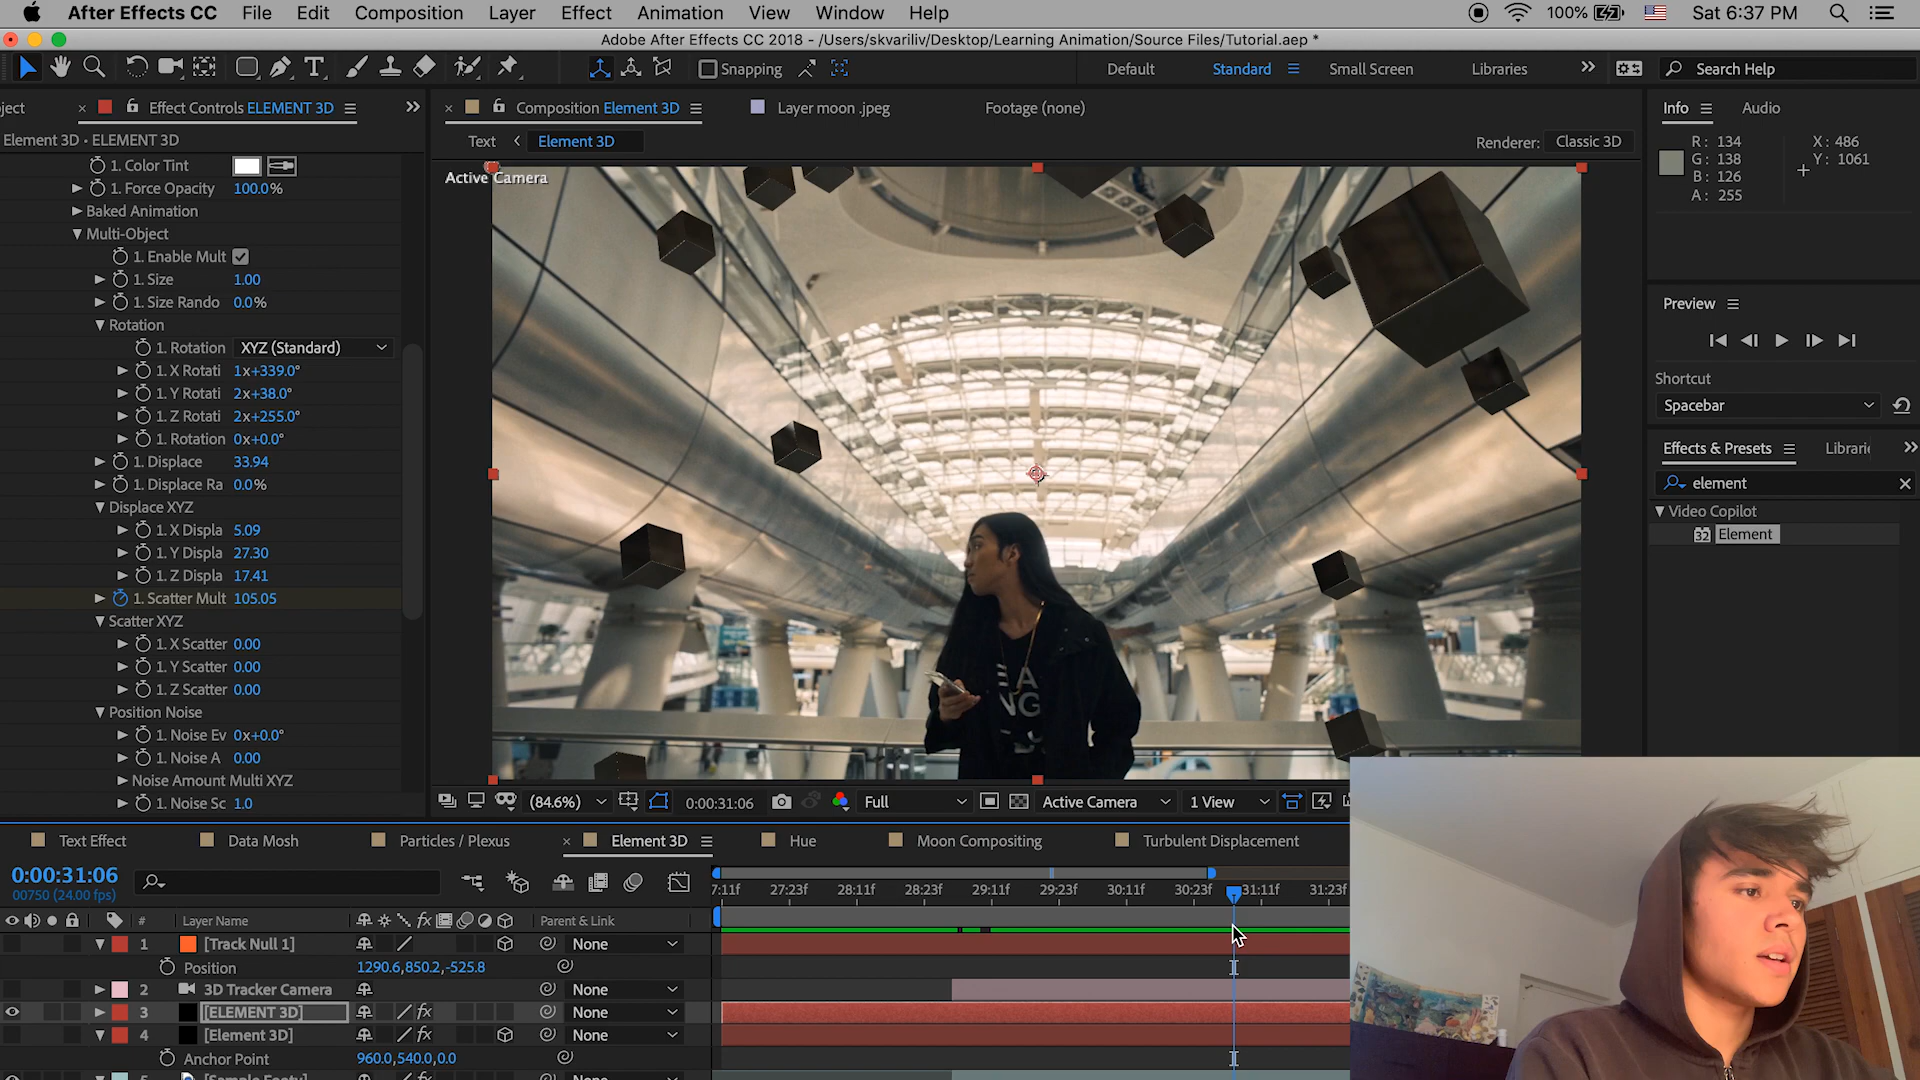 After Effects CC File Edit Composition Layer Effect Animation View Window Help 100% Sat 6:37 PM
Adobe After Effects CC 2018 - /Users/skvariliv/Desktop/Learning Animation/Source Files/Tutorial.aep *
Snapping Default Standard Small Screen Libraries Search Help
ject Effect Controls ELEMENT 3D Composition Element 3D Layer moon .jpeg Footage (none) Info Audio
Element 3D • ELEMENT 3D Text Element 3D Renderer: Classic 3D
R: 134 X: 486
G: 138 Y: 1061
B: 126
A: 255
1. Color Tint
1. Force Opacity 100.0%
Baked Animation
Multi-Object
1. Enable Mult
1. Size 1.00
1. Size Rando 0.0%
Rotation
1. Rotation XYZ (Standard)
1. X Rotati 1x+339.0°
1. Y Rotati 2x+38.0°
1. Z Rotati 2x+255.0°
1. Rotation 0x+0.0°
1. Displace 33.94
1. Displace Ra 0.0%
Displace XYZ
1. X Displa 5.09
1. Y Displa 27.30
1. Z Displa 17.41
1. Scatter Mult 105.05
Scatter XYZ
1. X Scatter 0.00
1. Y Scatter 0.00
1. Z Scatter 0.00
Position Noise
1. Noise Ev 0x+0.0°
1. Noise A 0.00
Noise Amount Multi XYZ
1. Noise Sc 1.0
Active Camera
Preview
Shortcut
Spacebar
Effects & Presets Librari
element
Video Copilot
32 Element
(84.6%) 0:00:31:06 Full Active Camera 1 View
Text Effect Data Mosh Particles / Plexus Element 3D Hue Moon Compositing Turbulent Displacement
0:00:31:06
00750 (24.00 fps)
7:11f 27:23f 28:11f 28:23f 29:11f 29:23f 30:11f 30:23f 31:11f 31:23f
# Layer Name fx Parent & Link
1 [Track Null 1] None
Position 1290.6,850.2,-525.8
2 3D Tracker Camera None
3 [ELEMENT 3D] fx None
4 [Element 3D] fx None
Anchor Point 960.0,540.0,0.0